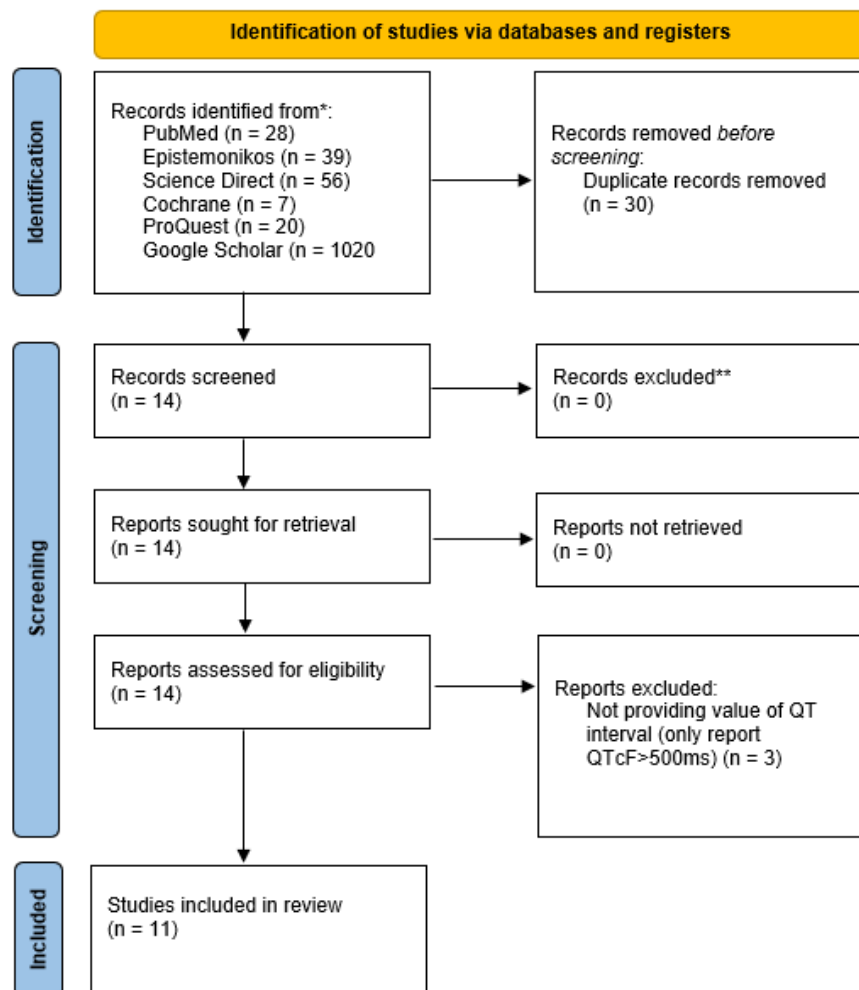 Identification of studies via databases and registers
Identification
Records identified from*:
PubMed (n = 28)
Epistemonikos (n = 39)
Science Direct (n = 56)
Cochrane (n = 7)
ProQuest (n = 20)
Google Scholar (n = 1020
Records removed before
screening:
Duplicate records removed
(n = 30)
Screening
Records screened
(n = 14)
Records excluded**
(n = 0)
Reports sought for retrieval
(n = 14)
Reports not retrieved
(n = 0)
Reports assessed for eligibility
(n = 14)
Reports excluded:
Not providing value of QT
interval (only report
QTcF>500ms) (n = 3)
Included
Studies included in review
(n = 11)